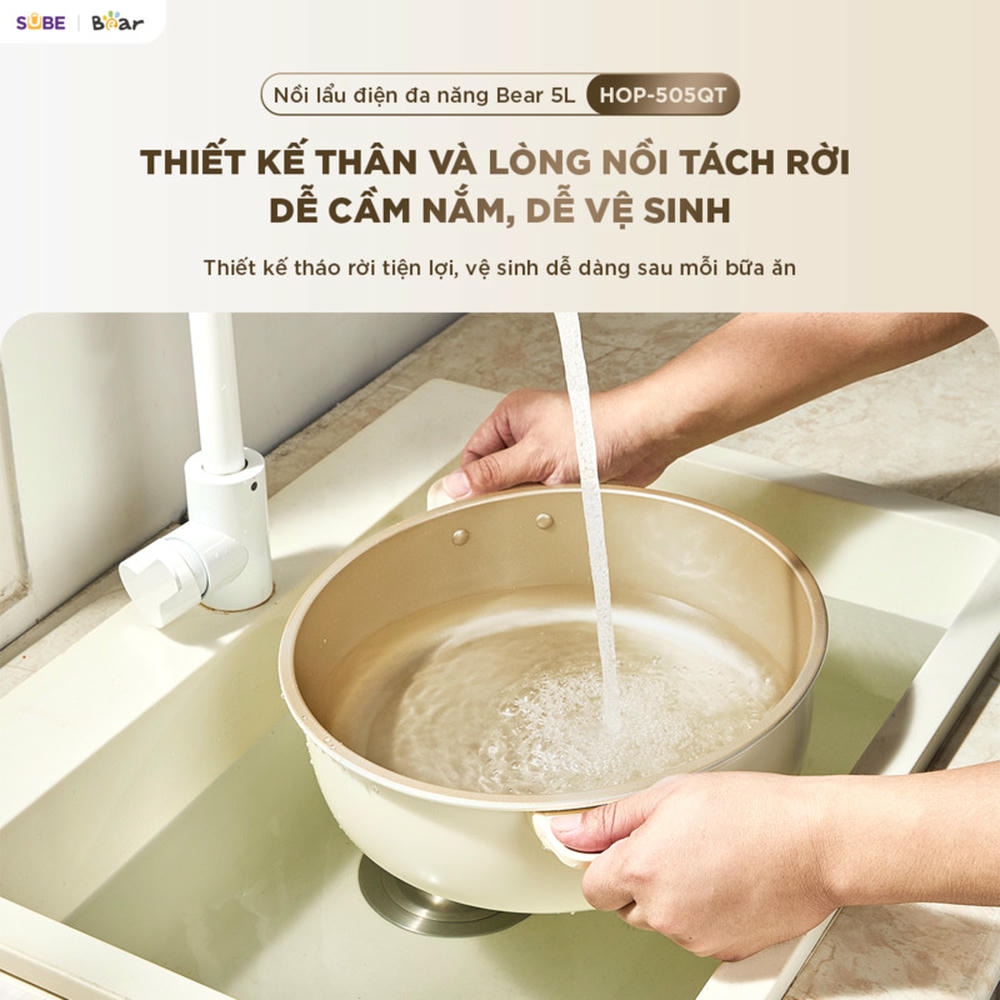 SUBE | Bear
Nồi lẩu điện đa năng Bear 5L HOP-505QT
THIẾT KẾ THÂN VÀ LÒNG NỒI TÁCH RỜI
DỄ CẦM NẮM, DỄ VỆ SINH
Thiết kế tháo rời tiện lợi, vệ sinh dễ dàng sau mỗi bữa ăn